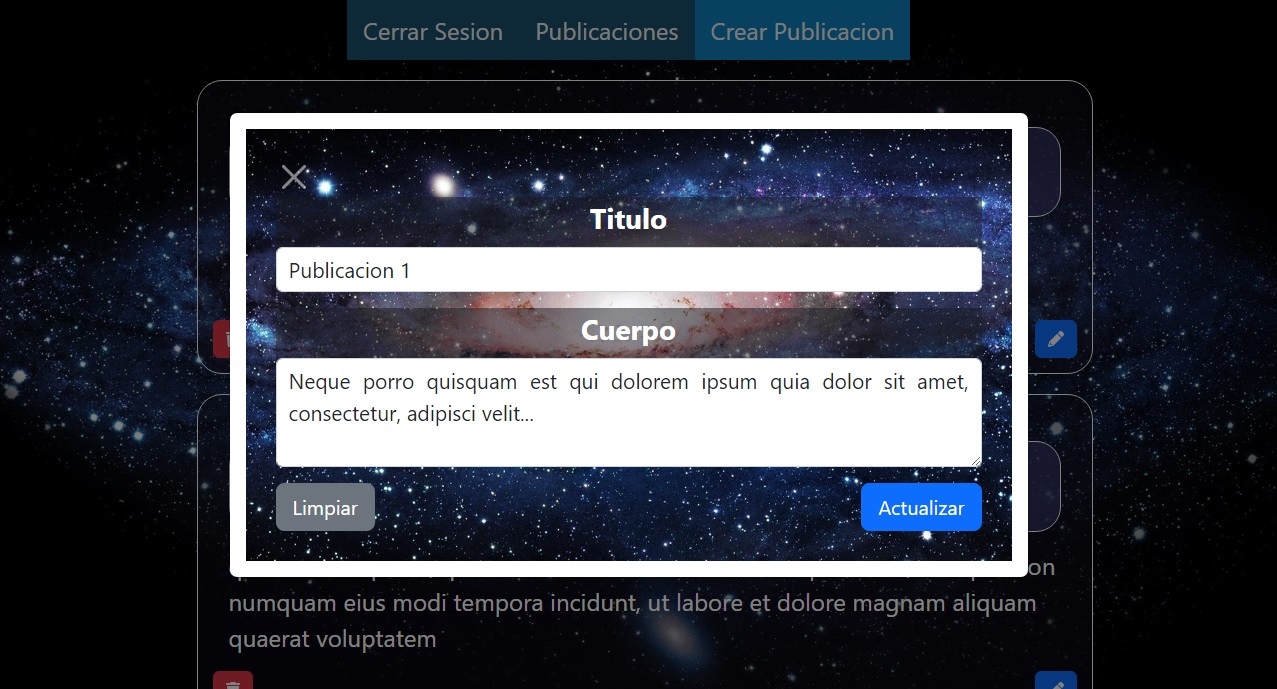 Cerrar Sesion Publicaciones Crear Publicacion
Titulo
Publicacion 1
Cuerpo
Neque porro quisquam est qui dolorem ipsum quia dolor sit amet,
consectetur, adipisci velit...
Limpiar Actualizar
numquam eius modi tempora incidunt, ut labore et dolore magnam aliquam
quaerat voluptatem